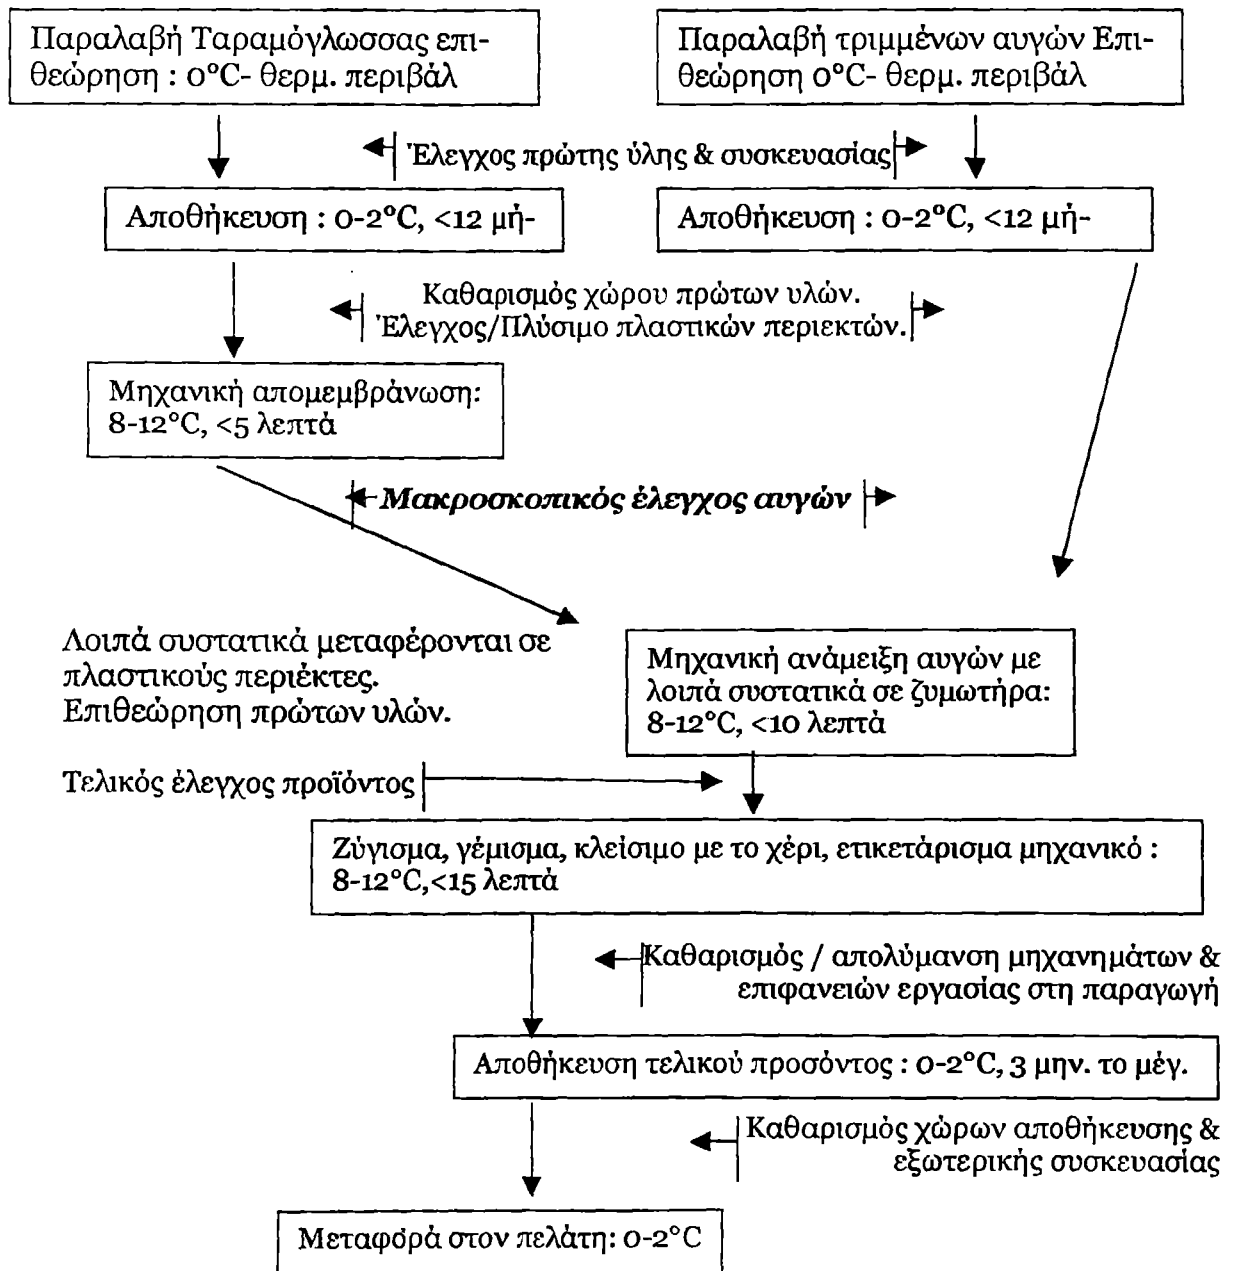 Παραλαβή Ταραμόγλωσσας επι-
θεώρηση : 0°C- θερμ. περιβάλ
Παραλαβή τριμμένων αυγών Επι-
θεώρηση 0°C- θερμ. περιβάλ
Έλεγχος πρώτης ύλης & συσκευασίας
Αποθήκευση : 0-2°C, <12 μή-
Αποθήκευση : 0-2°C, <12 μή-
Καθαρισμός χώρου πρώτων υλών.
Έλεγχος/Πλύσιμο πλαστικών περιεκτών.
Μηχανική απομεμβράνωση:
8-12°C, <5 λεπτά
Μακροσκοπικός έλεγχος αυγών
Λοιπά συστατικά μεταφέρονται σε
πλαστικούς περιέκτες.
Επιθεώρηση πρώτων υλών.
Μηχανική ανάμειξη αυγών με
λοιπά συστατικά σε ζυμωτήρα:
8-12°C, <10 λεπτά
Τελικός έλεγχος προϊόντος
Ζύγισμα, γέμισμα, κλείσιμο με το χέρι, ετικετάρισμα μηχανικό :
8-12°C,<15 λεπτά
Καθαρισμός / απολύμανση μηχανημάτων &
επιφανειών εργασίας στη παραγωγή
Αποθήκευση τελικού προσόντος : 0-2°C, 3 μην. το μέγ.
Καθαρισμός χώρων αποθήκευσης &
εξωτερικής συσκευασίας
Μεταφορά στον πελάτη: 0-2°C